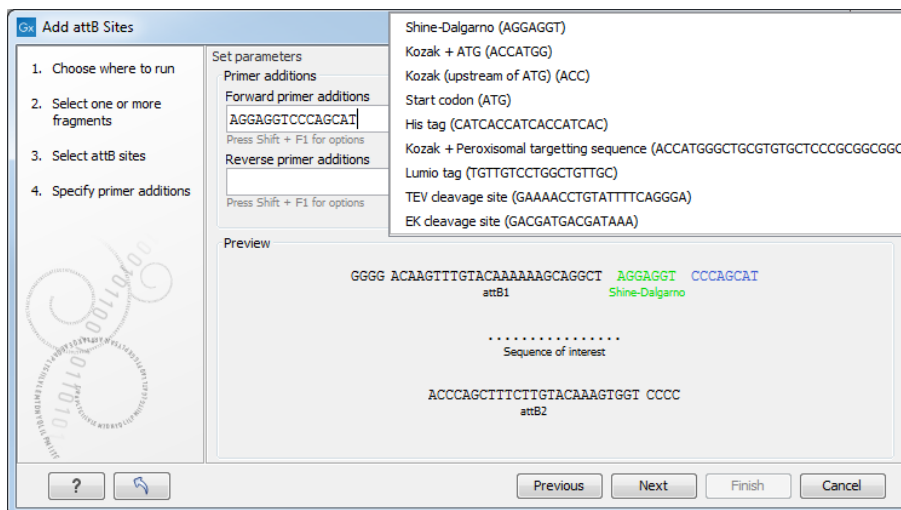 Gx Add attB Sites
1. Choose where to run
2. Select one or more
fragments
3. Select attB sites
4. Specify primer additions
Set parameters
Primer additions
Forward primer additions
AGGAGGTCCCAGCAT
Press Shift + F1 for options
Reverse primer additions
Press Shift + F1 for options
Shine-Dalgarno (AGGAGGT)
Kozak + ATG (ACCATGG)
Kozak (upstream of ATG) (ACC)
Start codon (ATG)
His tag (CATCACCATCACCATCAC)
Kozak + Peroxisomal targetting sequence (ACCATGGGCTGCGTGTGCTCCCGCGGCGGC
Lumio tag (TGTTGTCCTGGCTGTTGC)
TEV cleavage site (GAAAACCTGTATTTTCAGGGA)
EK cleavage site (GACGATGACGATAAA)
Preview
GGGG ACAAGTTTGTACAAAAAAGCAGGCT AGGAGGT CCCAGCAT
attB1 Shine-Dalgarno
................
Sequence of interest
ACCCAGCTTTCTTGTACAAAGTGGT CCCC
attB2
? Previous Next Finish Cancel